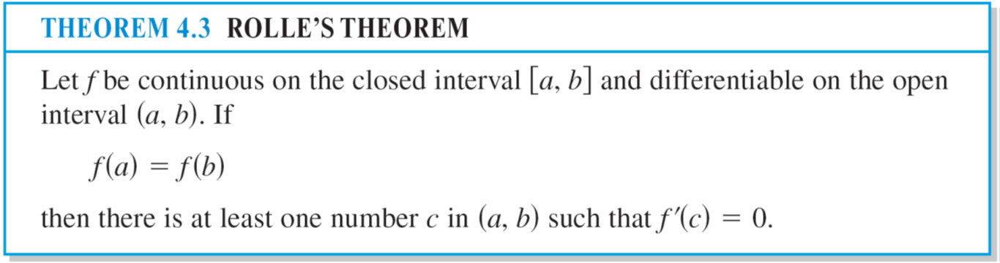 THEOREM 4.3 ROLLE’S THEOREM
Let f be continuous on the closed interval [a, b] and differentiable on the open
interval (a, b). If
f(a) = f(b)
then there is at least one number c in (a, b) such that f′(c) = 0.